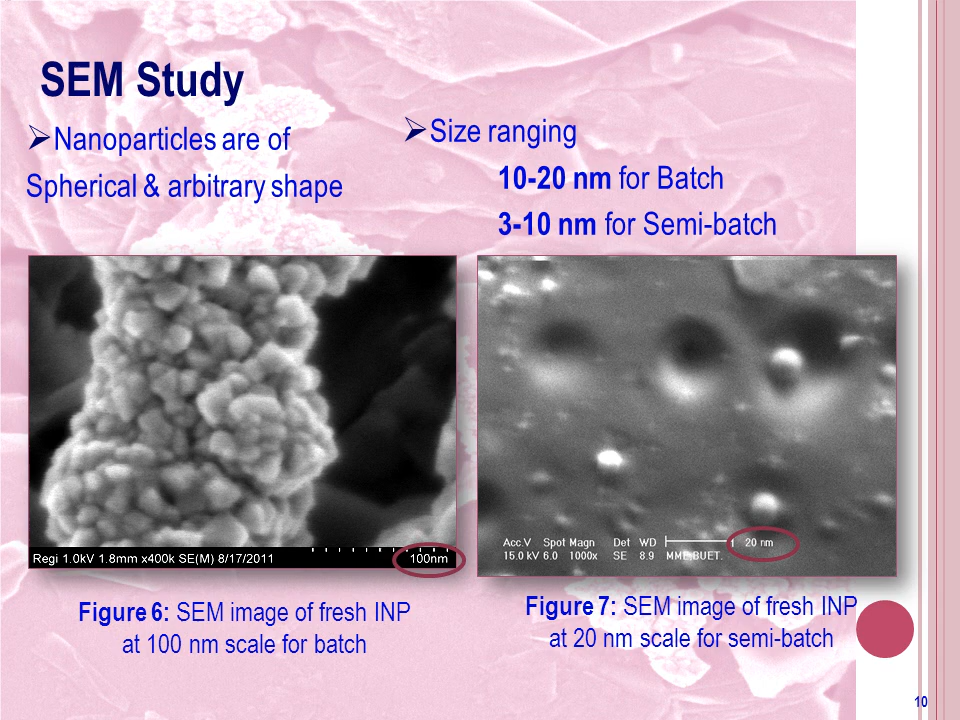 SEM Study
➢Nanoparticles are of
Spherical & arbitrary shape
➢Size ranging
10-20 nm for Batch
3-10 nm for Semi-batch
Regi 1.0kV 1.8mm x400k SE(M) 8/17/2011
100nm
Acc.V Spot Magn Det WD 20 nm
15.0 kV 6.0 1000x SE 8.9 MME BUET.
Figure 6: SEM image of fresh INP
at 100 nm scale for batch
Figure 7: SEM image of fresh INP
at 20 nm scale for semi-batch
10